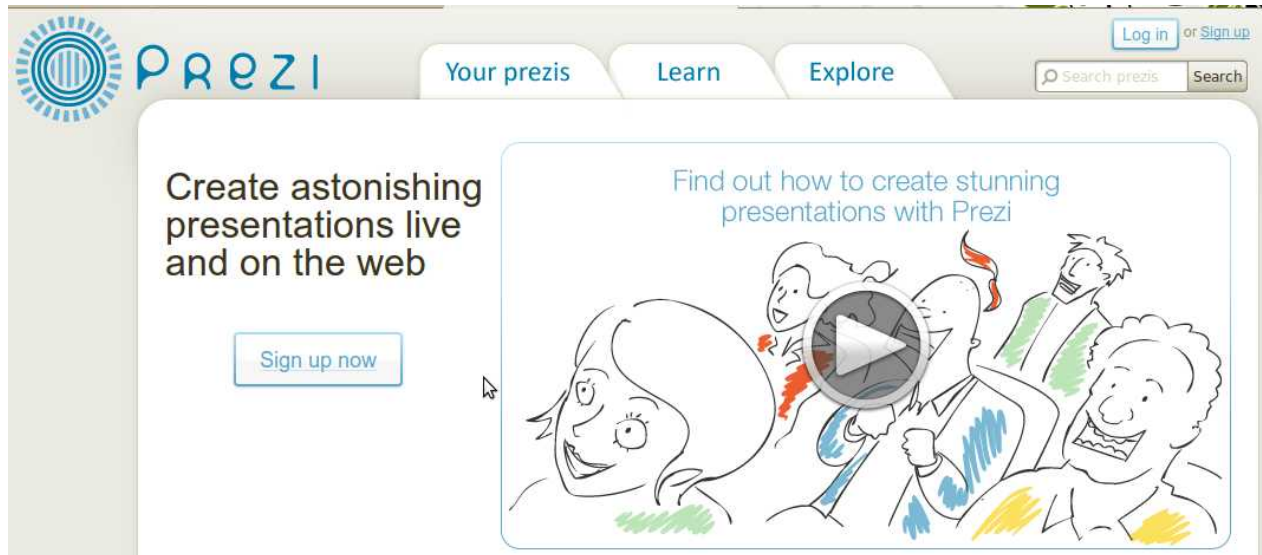 Log in or Sign up
PREZI
Your prezis Learn Explore
Search prezis Search
Create astonishing
presentations live
and on the web
Sign up now
Find out how to create stunning
presentations with Prezi